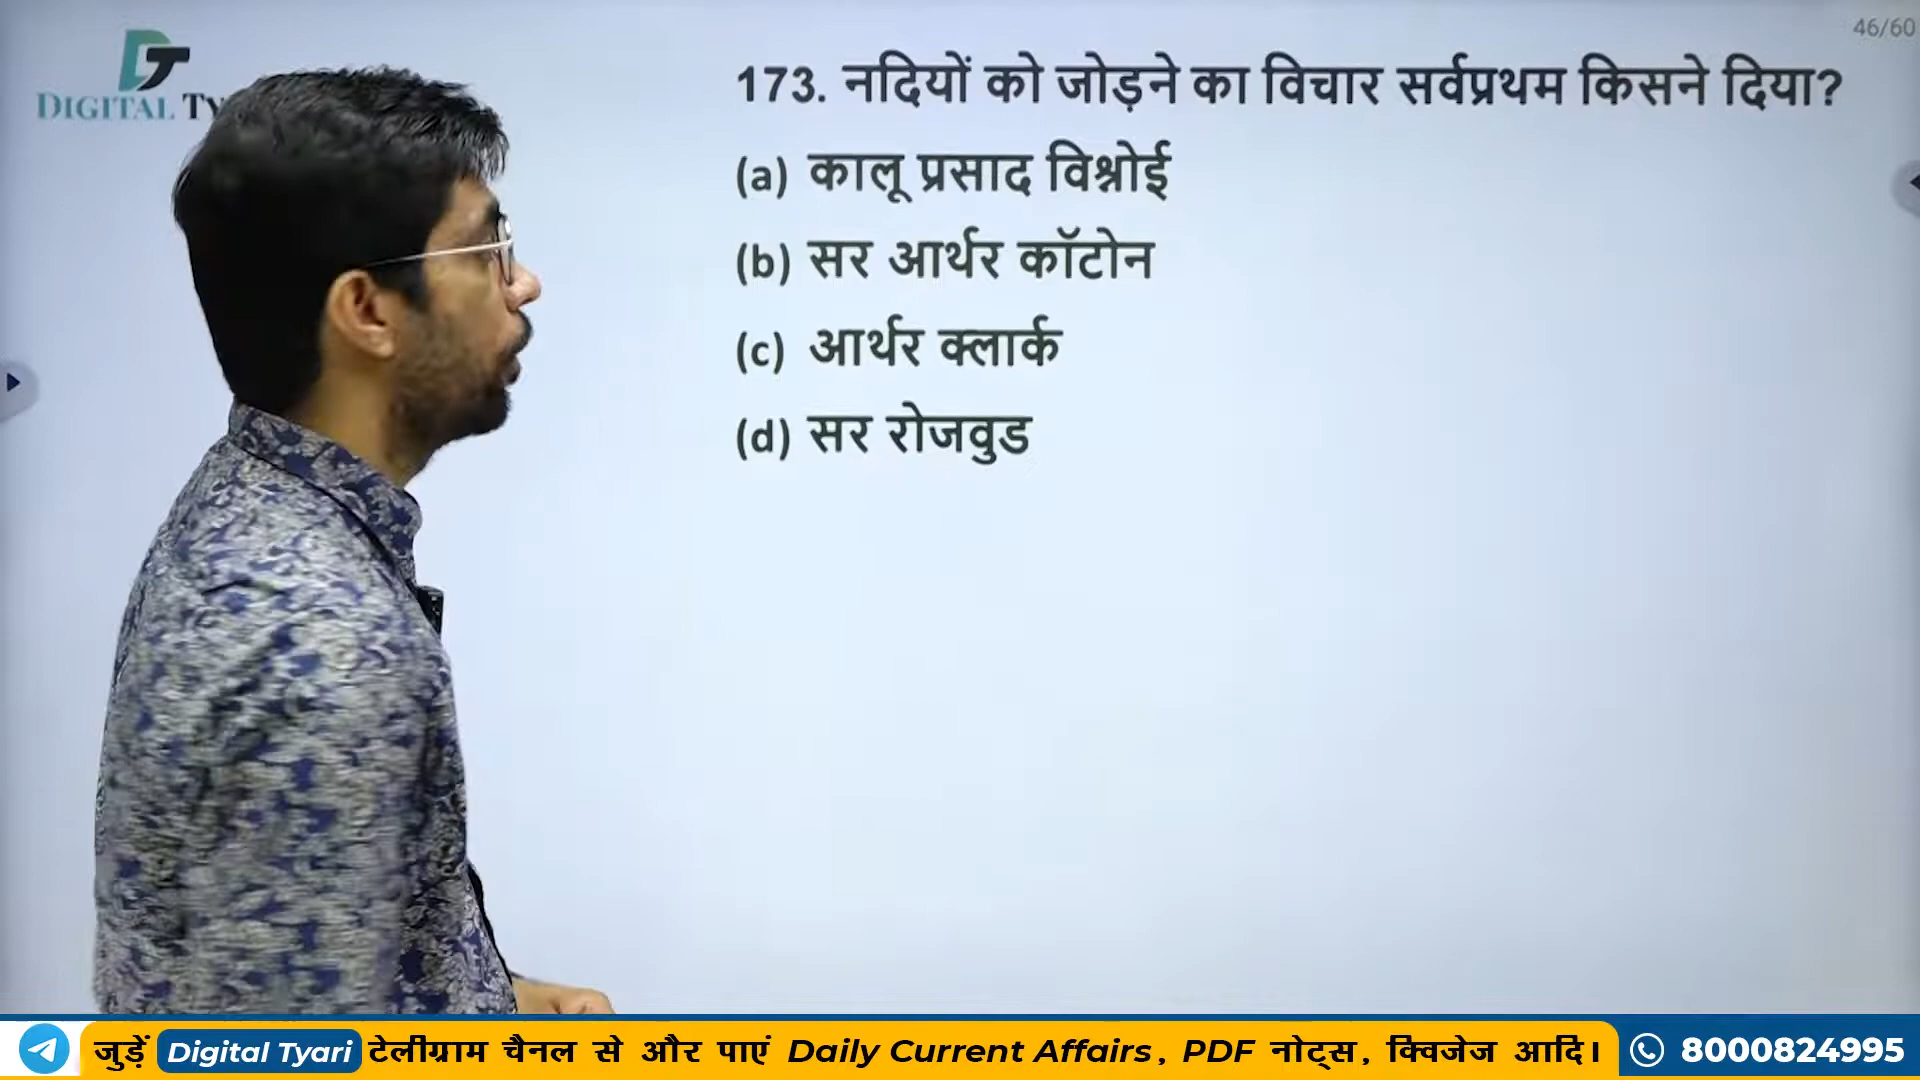 46/60
DIGITAL
173. नदियों को जोड़ने का विचार सर्वप्रथम किसने दिया?
(a) कालू प्रसाद विश्नोई
(b) सर आर्थर कॉटोन
(c) आर्थर क्लार्क
(d) सर रोजवुड
जुड़ें Digital Tyari टेलीग्राम चैनल से और पाएं Daily Current Affairs, PDF नोट्स, क्विजेज आदि। 8000824995